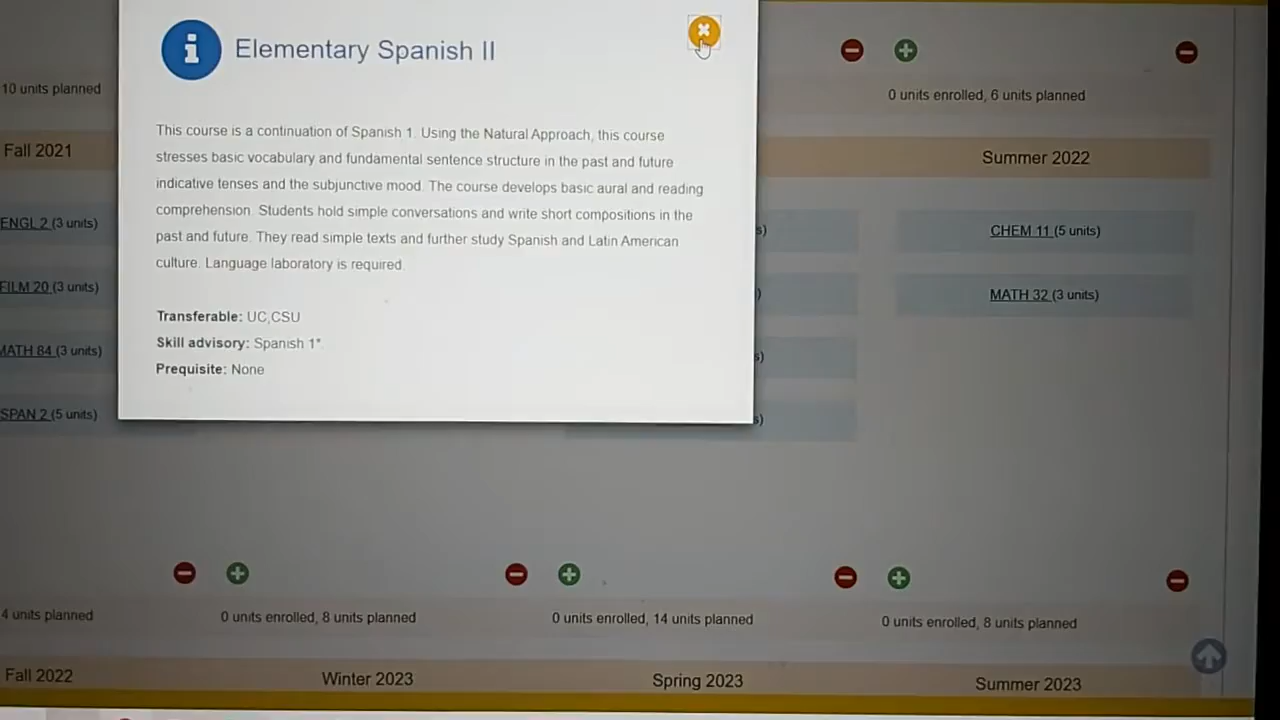 Elementary Spanish II
This course is a continuation of Spanish 1. Using the Natural Approach, this course
stresses basic vocabulary and fundamental sentence structure in the past and future
indicative tenses and the subjunctive mood. The course develops basic aural and reading
comprehension. Students hold simple conversations and write short compositions in the
past and future. They read simple texts and further study Spanish and Latin American
culture. Language laboratory is required.
Transferable: UC,CSU
Skill advisory: Spanish 1*.
Prequisite: None
10 units planned
0 units enrolled, 6 units planned
Fall 2021
Summer 2022
ENGL 2 (3 units)
CHEM 11 (5 units)
FILM 20 (3 units)
MATH 32 (3 units)
MATH 84 (3 units)
SPAN 2 (5 units)
4 units planned
0 units enrolled, 8 units planned
0 units enrolled, 14 units planned
0 units enrolled, 8 units planned
Fall 2022
Winter 2023
Spring 2023
Summer 2023